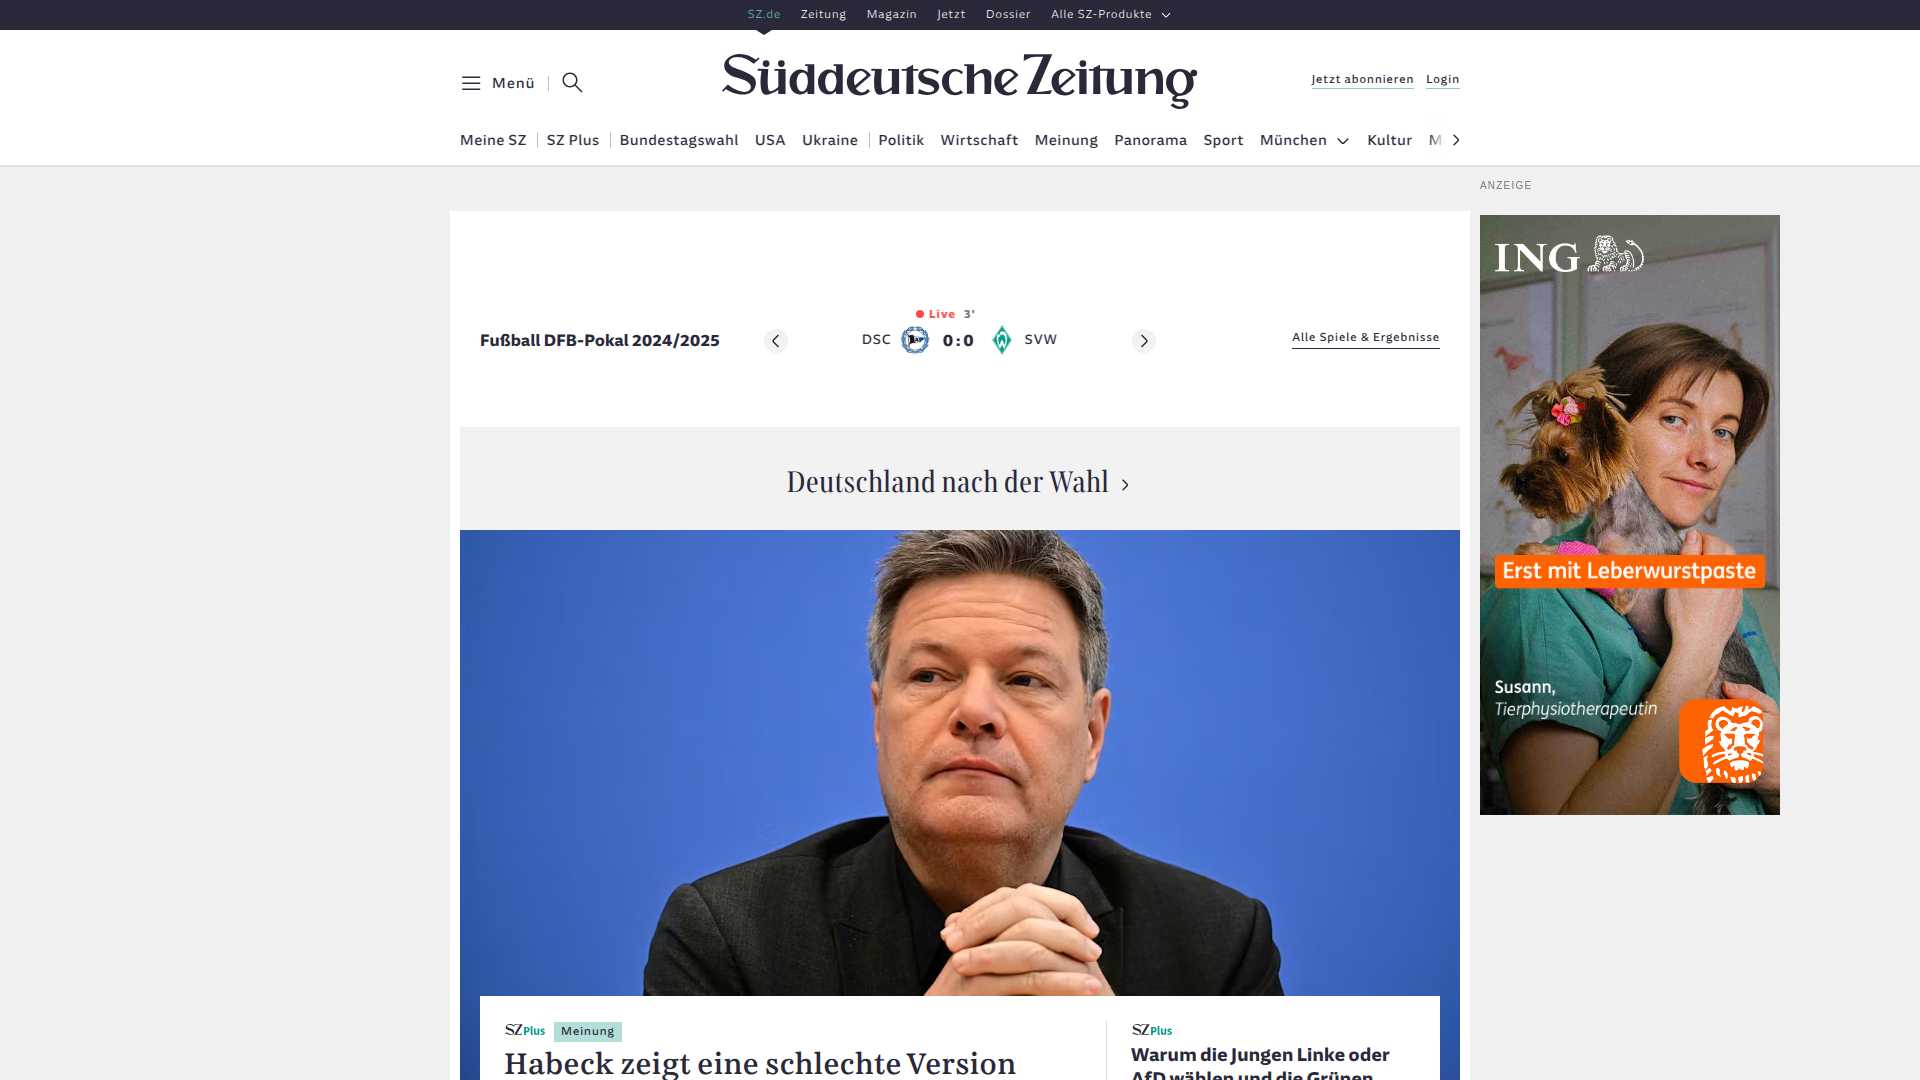 SZ.de Zeitung Magazin Jetzt Dossier Alle SZ-Produkte
Menü
Süddeutsche Zeitung
Jetzt abonnieren Login
Meine SZ SZ Plus Bundestagswahl USA Ukraine Politik Wirtschaft Meinung Panorama Sport München Kultur M
ANZEIGE
ING
Live 3'
Fußball DFB-Pokal 2024/2025
DSC 0:0 SVW
Alle Spiele & Ergebnisse
Deutschland nach der Wahl
Erst mit Leberwurstpaste
Susann,
Tierphysiotherapeutin
SZ Plus Meinung
Habeck zeigt eine schlechte Version
SZ Plus
Warum die Jungen Linke oder
AfD wählen und die Grünen